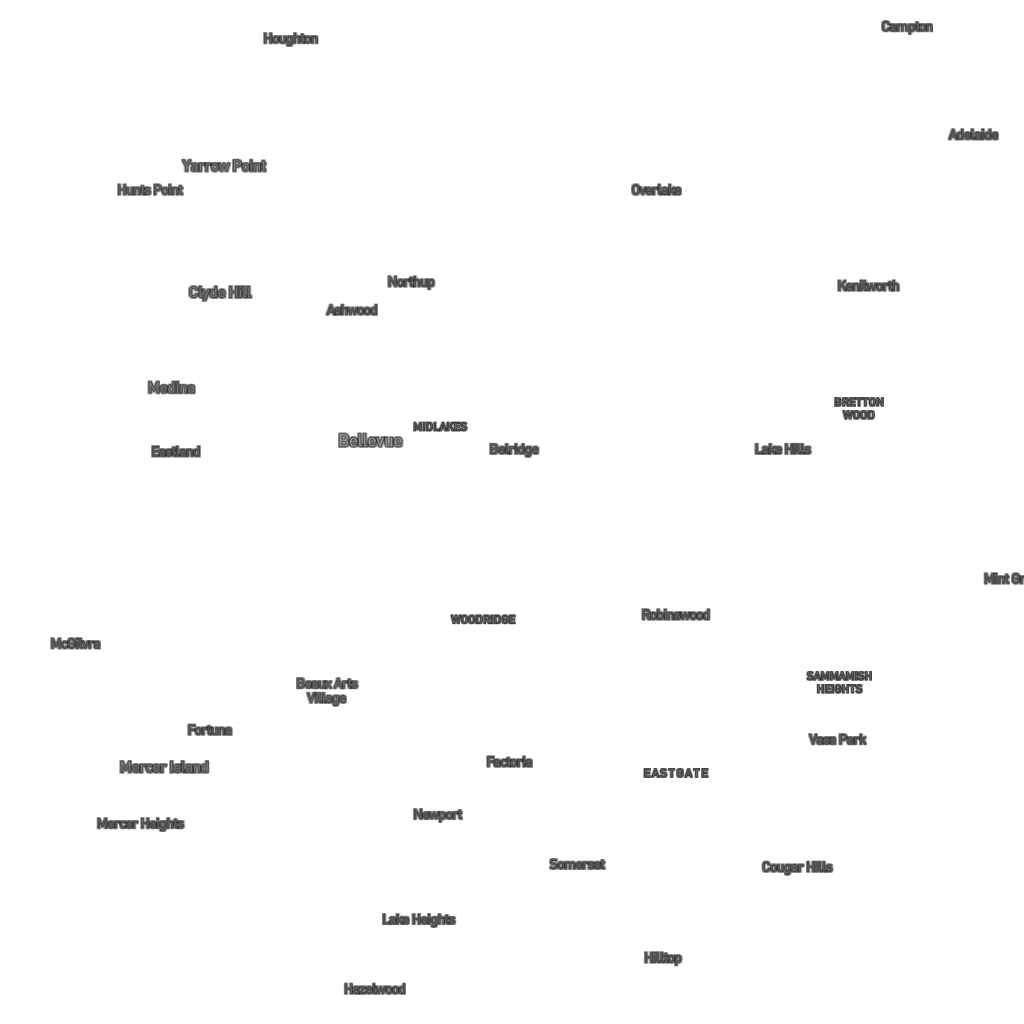 Campton
Houghton
Adelaide
Yarrow Point
Hunts Point
Overlake
Northup
Kenilworth
Clyde Hill
Ashwood
Medina
BRETTON
WOOD
MIDLAKES
Bellevue
Belridge
Lake Hills
Eastland
Mint Gr
Robinswood
WOODRIDGE
McGilvra
SAMMAMISH
HEIGHTS
Beaux Arts
Village
Fortuna
Vasa Park
Factoria
Mercer Island
EASTGATE
Newport
Mercer Heights
Somerset
Cougar Hills
Lake Heights
Hilltop
Hazelwood